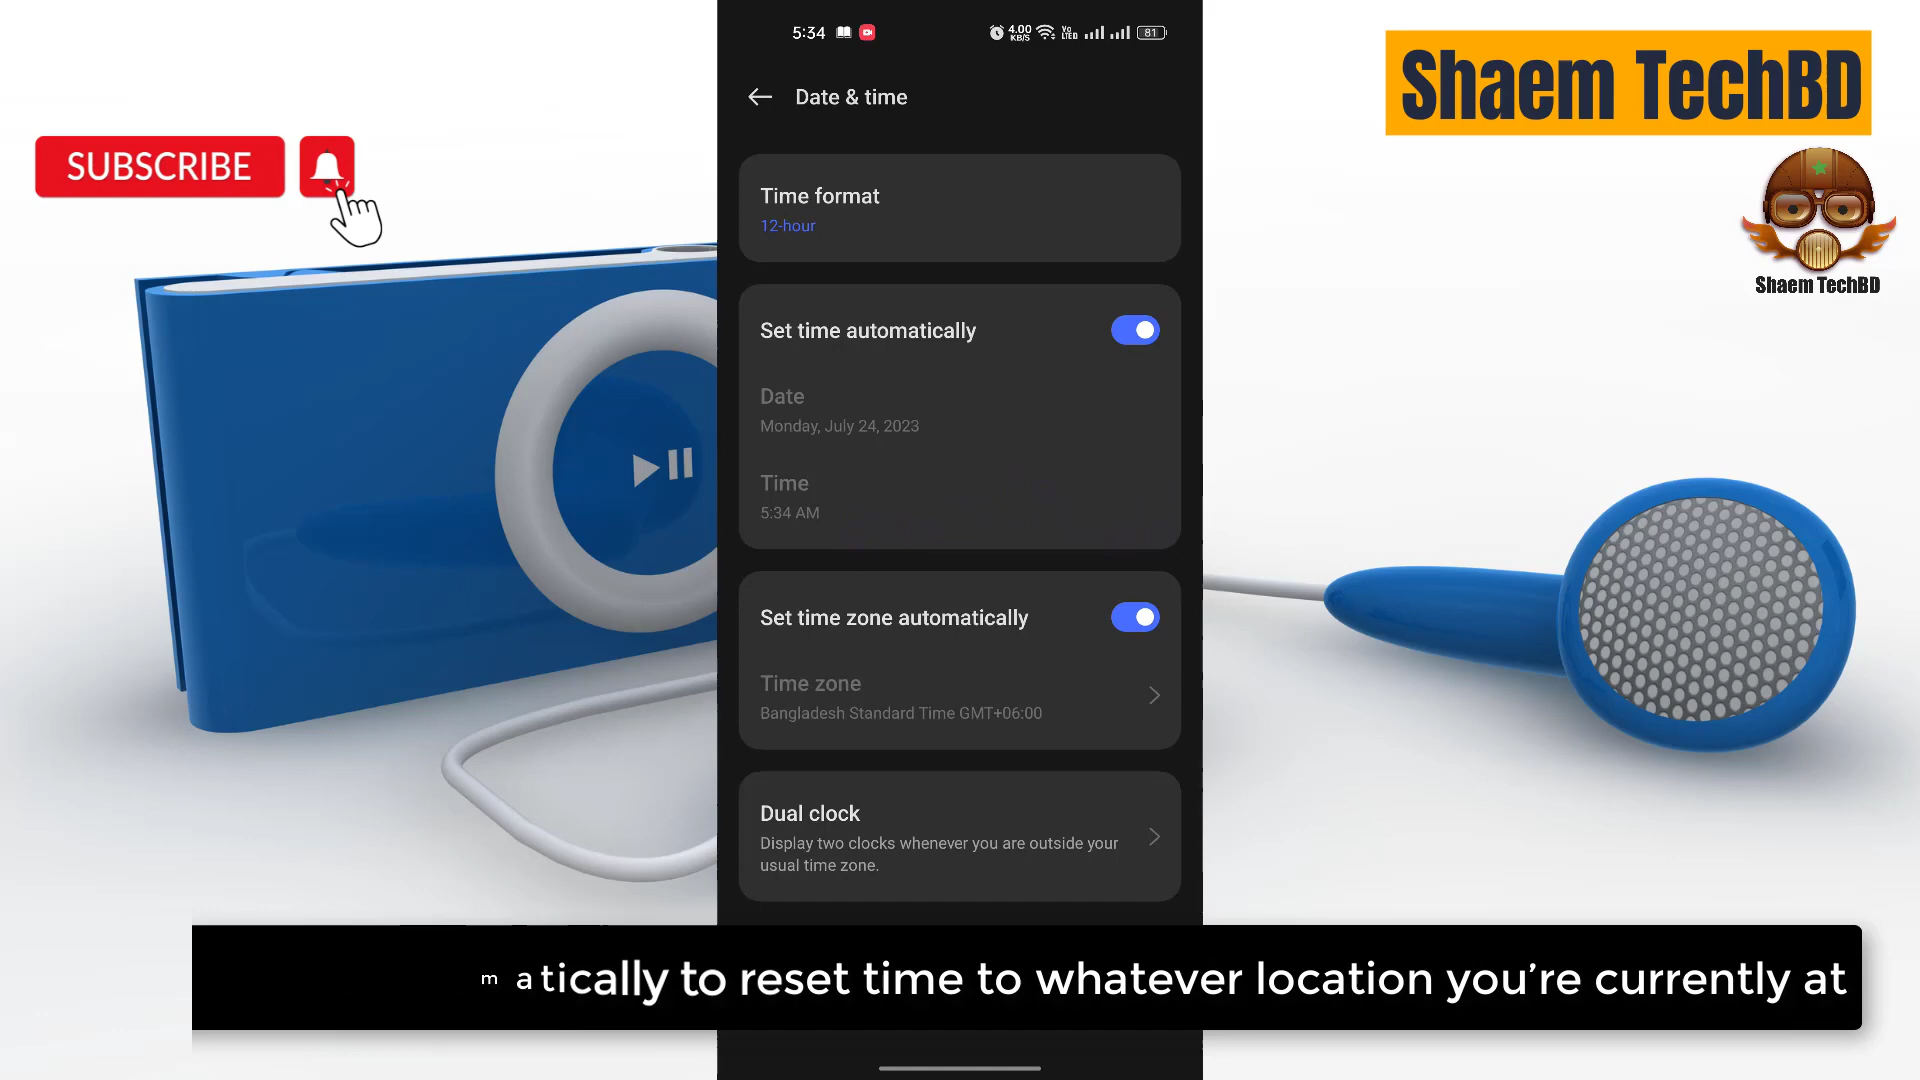 5:34
4.00 KB/S
Vo LTED
81
Date & time
Shaem TechBD
SUBSCRIBE
Shaem TechBD
Time format
12-hour
Set time automatically
Date
Monday, July 24, 2023
Time
5:34 AM
Set time zone automatically
Time zone
Bangladesh Standard Time GMT+06:00
Dual clock
Display two clocks whenever you are outside your
usual time zone.
matically to reset time to whatever location you’re currently at